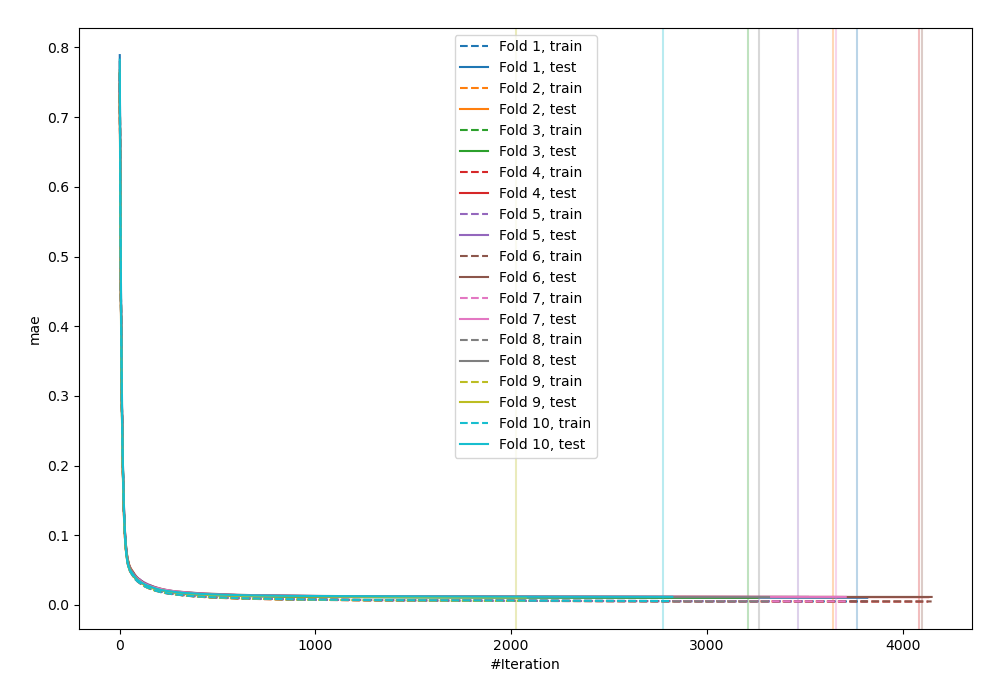 0.8
0.7
0.6
0.5
0.4
0.3
0.2
0.1
0.0
mae
Fold 1, train
Fold 1, test
Fold 2, train
Fold 2, test
Fold 3, train
Fold 3, test
Fold 4, train
Fold 4, test
Fold 5, train
Fold 5, test
Fold 6, train
Fold 6, test
Fold 7, train
Fold 7, test
Fold 8, train
Fold 8, test
Fold 9, train
Fold 9, test
Fold 10, train
Fold 10, test
0 1000 2000 3000 4000
#Iteration